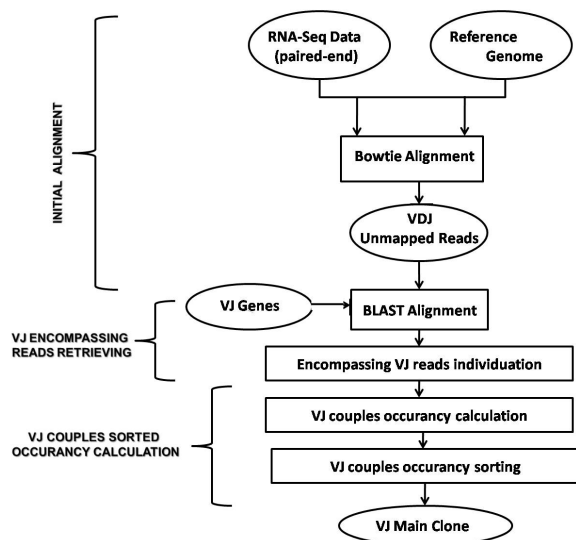 RNA-Seq Data
(paired-end)
Reference
Genome
Bowtie Alignment
VDJ
Unmapped Reads
INITIAL ALIGNMENT
VJ Genes
BLAST Alignment
VJ ENCOMPASSING
READS RETRIEVING
Encompassing VJ reads individuation
VJ couples occurancy calculation
VJ COUPLES SORTED
OCCURANCY CALCULATION
VJ couples occurancy sorting
VJ Main Clone